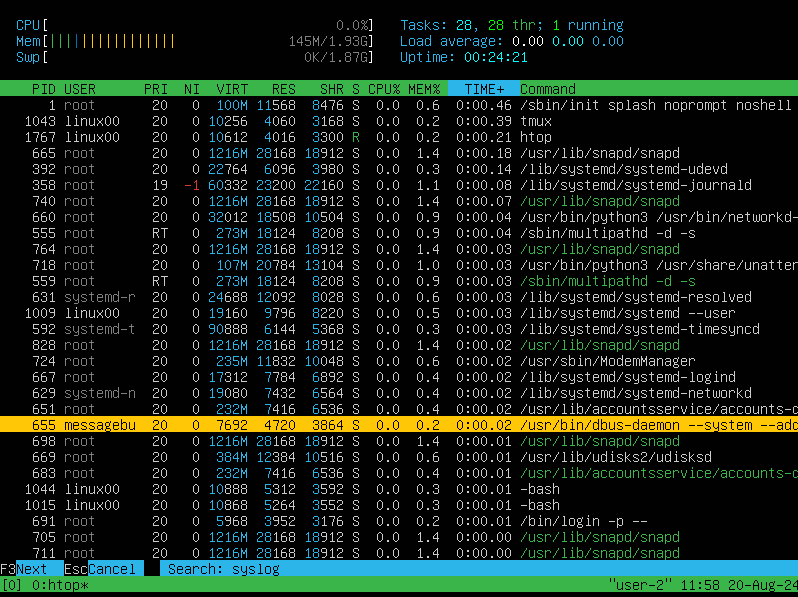 CPU[ 0.0%] Tasks: 28, 28 thr; 1 running
Mem[|||||||||||||||| 145M/1.93G] Load average: 0.00 0.00 0.00
Swp[ 0K/1.87G] Uptime: 00:24:21
PID USER PRI NI VIRT RES SHR S CPU% MEM% TIME+ Command
1 root 20 0 100M 11568 8476 S 0.0 0.6 0:00.46 /sbin/init splash noprompt noshell
1043 linux00 20 0 10256 4060 3168 S 0.0 0.2 0:00.39 tmux
1767 linux00 20 0 10612 4016 3300 R 0.0 0.2 0:00.21 htop
665 root 20 0 1216M 28168 18912 S 0.0 1.4 0:00.18 /usr/lib/snapd/snapd
392 root 20 0 22764 6096 3980 S 0.0 0.3 0:00.14 /lib/systemd/systemd-udevd
358 root 19 -1 60332 23200 22160 S 0.0 1.1 0:00.08 /lib/systemd/systemd-journald
740 root 20 0 1216M 28168 18912 S 0.0 1.4 0:00.07 /usr/lib/snapd/snapd
660 root 20 0 32012 18508 10504 S 0.0 0.9 0:00.04 /usr/bin/python3 /usr/bin/networkd-
555 root RT 0 273M 18124 8208 S 0.0 0.9 0:00.04 /sbin/multipathd -d -s
764 root 20 0 1216M 28168 18912 S 0.0 1.4 0:00.03 /usr/lib/snapd/snapd
718 root 20 0 107M 20784 13104 S 0.0 1.0 0:00.03 /usr/bin/python3 /usr/share/unatter
559 root RT 0 273M 18124 8208 S 0.0 0.9 0:00.03 /sbin/multipathd -d -s
631 systemd-r 20 0 24688 12092 8028 S 0.0 0.6 0:00.03 /lib/systemd/systemd-resolved
1009 linux00 20 0 19160 9796 8220 S 0.0 0.5 0:00.03 /lib/systemd/systemd --user
592 systemd-t 20 0 90888 6144 5368 S 0.0 0.3 0:00.03 /lib/systemd/systemd-timesyncd
828 root 20 0 1216M 28168 18912 S 0.0 1.4 0:00.02 /usr/lib/snapd/snapd
724 root 20 0 235M 11832 10048 S 0.0 0.6 0:00.02 /usr/sbin/ModemManager
667 root 20 0 17312 7784 6892 S 0.0 0.4 0:00.02 /lib/systemd/systemd-logind
629 systemd-n 20 0 19080 7432 6564 S 0.0 0.4 0:00.02 /lib/systemd/systemd-networkd
651 root 20 0 232M 7416 6536 S 0.0 0.4 0:00.02 /usr/lib/accountsservice/accounts-d
655 messagebu 20 0 7692 4720 3864 S 0.0 0.2 0:00.02 /usr/bin/dbus-daemon --system --add
698 root 20 0 1216M 28168 18912 S 0.0 1.4 0:00.01 /usr/lib/snapd/snapd
669 root 20 0 384M 12384 10516 S 0.0 0.6 0:00.01 /usr/lib/udisks2/udisksd
683 root 20 0 232M 7416 6536 S 0.0 0.4 0:00.01 /usr/lib/accountsservice/accounts-d
1044 linux00 20 0 10888 5312 3592 S 0.0 0.3 0:00.01 -bash
1015 linux00 20 0 10868 5264 3552 S 0.0 0.3 0:00.01 -bash
691 root 20 0 5968 3952 3176 S 0.0 0.2 0:00.01 /bin/login -p --
705 root 20 0 1216M 28168 18912 S 0.0 1.4 0:00.00 /usr/lib/snapd/snapd
711 root 20 0 1216M 28168 18912 S 0.0 1.4 0:00.00 /usr/lib/snapd/snapd
F3Next EscCancel Search: syslog
[0] 0:htop* "user-2" 11:58 20-Aug-24